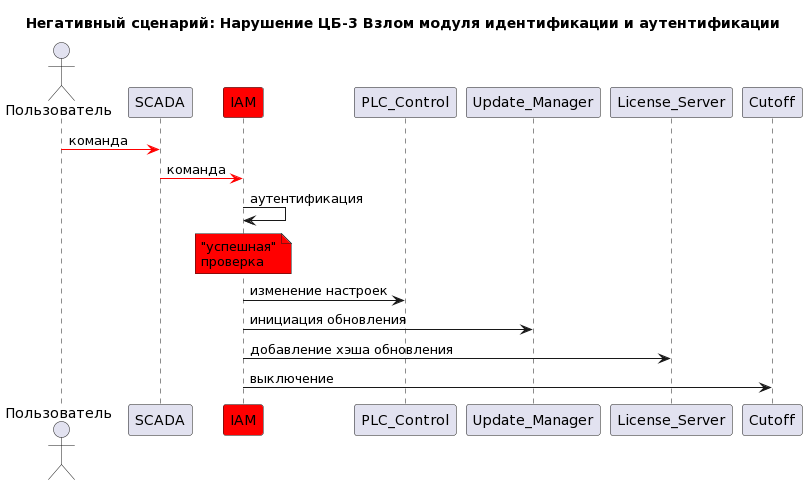 Негативный сценарий: Нарушение ЦБ-3 Взлом модуля идентификации и аутентификации
Пользователь
SCADA
IAM
PLC_Control
Update_Manager
License_Server
Cutoff
команда
команда
аутентификация
"успешная"
проверка
изменение настроек
инициация обновления
добавление хэша обновления
выключение
Пользователь
SCADA
IAM
PLC_Control
Update_Manager
License_Server
Cutoff